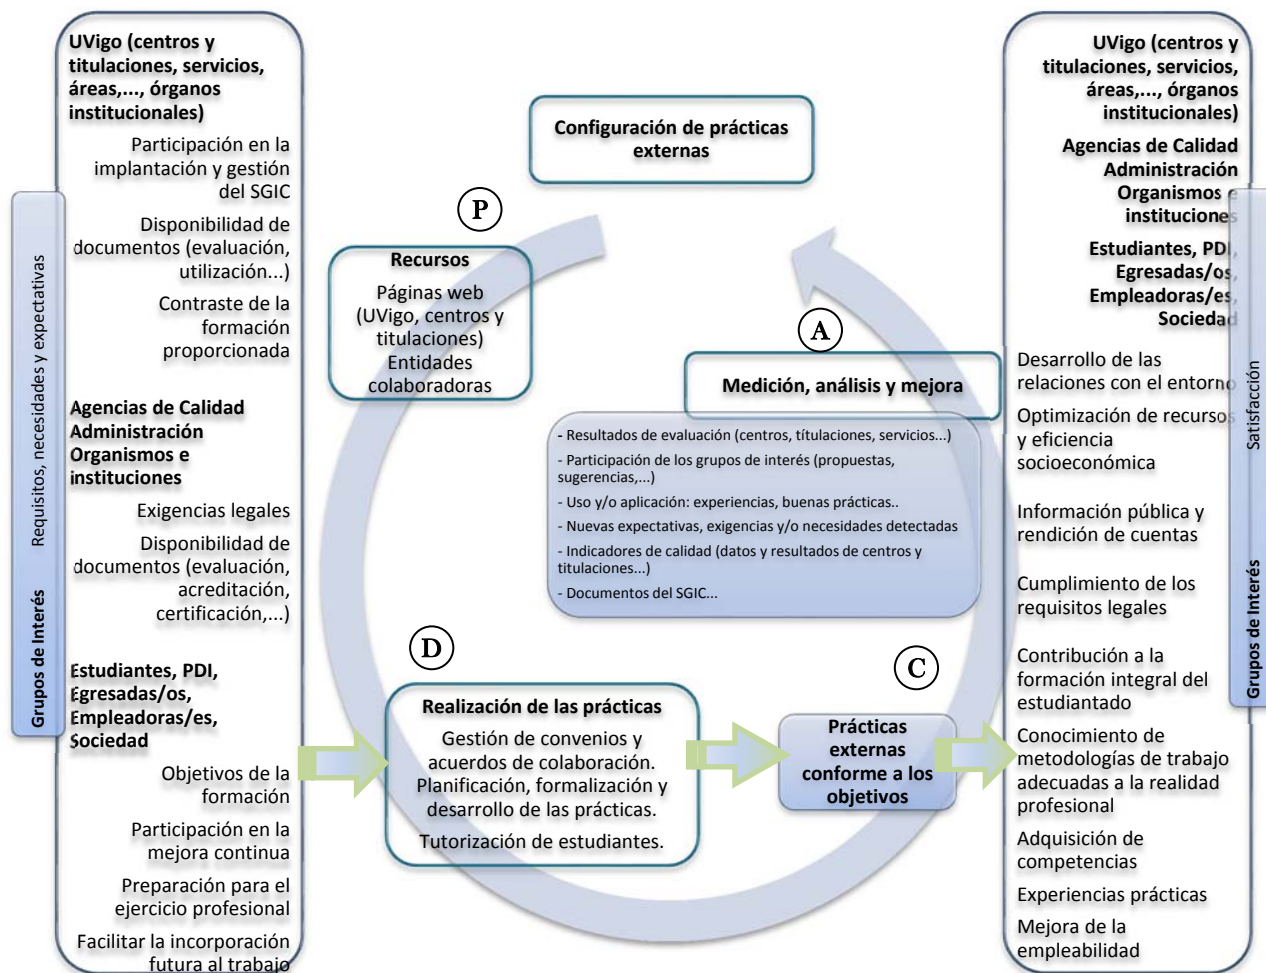 UVigo (centros y
titulaciones, servicios,
áreas,..., órganos
institucionales)
Participación en la
implantación y gestión
del SGIC
Disponibilidad de
documentos (evaluación,
utilización...)
Contraste de la
formación
proporcionada
Agencias de Calidad
Administración
Organismos e
instituciones
Exigencias legales
Disponibilidad de
documentos (evaluación,
acreditación,
certificación,...)
Estudiantes, PDI,
Egresadas/os,
Empleadoras/es,
Sociedad
Objetivos de la
formación
Participación en la
mejora continua
Preparación para el
ejercicio profesional
Facilitar la incorporación
futura al trabajo
Grupos de Interés Requisitos, necesidades y expectativas
Configuración de prácticas
externas
P
Recursos
Páginas web
(UVigo, centros y
titulaciones)
Entidades
colaboradoras
A
Medición, análisis y mejora
- Resultados de evaluación (centros, títulaciones, servicios...)
- Participación de los grupos de interés (propuestas,
sugerencias,...)
- Uso y/o aplicación: experiencias, buenas prácticas..
- Nuevas expectativas, exigencias y/o necesidades detectadas
- Indicadores de calidad (datos y resultados de centros y
titulaciones...)
- Documentos del SGIC...
D
Realización de las prácticas
Gestión de convenios y
acuerdos de colaboración.
Planificación, formalización y
desarrollo de las prácticas.
Tutorización de estudiantes.
C
Prácticas
externas
conforme a los
objetivos
UVigo (centros y
titulaciones, servicios,
áreas,..., órganos
institucionales)
Agencias de Calidad
Administración
Organismos e
instituciones
Estudiantes, PDI,
Egresadas/os,
Empleadoras/es,
Sociedad
Desarrollo de las
relaciones con el entorno
Optimización de recursos
y eficiencia
socioeconómica
Información pública y
rendición de cuentas
Cumplimiento de los
requisitos legales
Contribución a la
formación integral del
estudiantado
Conocimiento de
metodologías de trabajo
adecuadas a la realidad
profesional
Adquisición de
competencias
Experiencias prácticas
Mejora de la
empleabilidad
Grupos de Interés Satisfacción